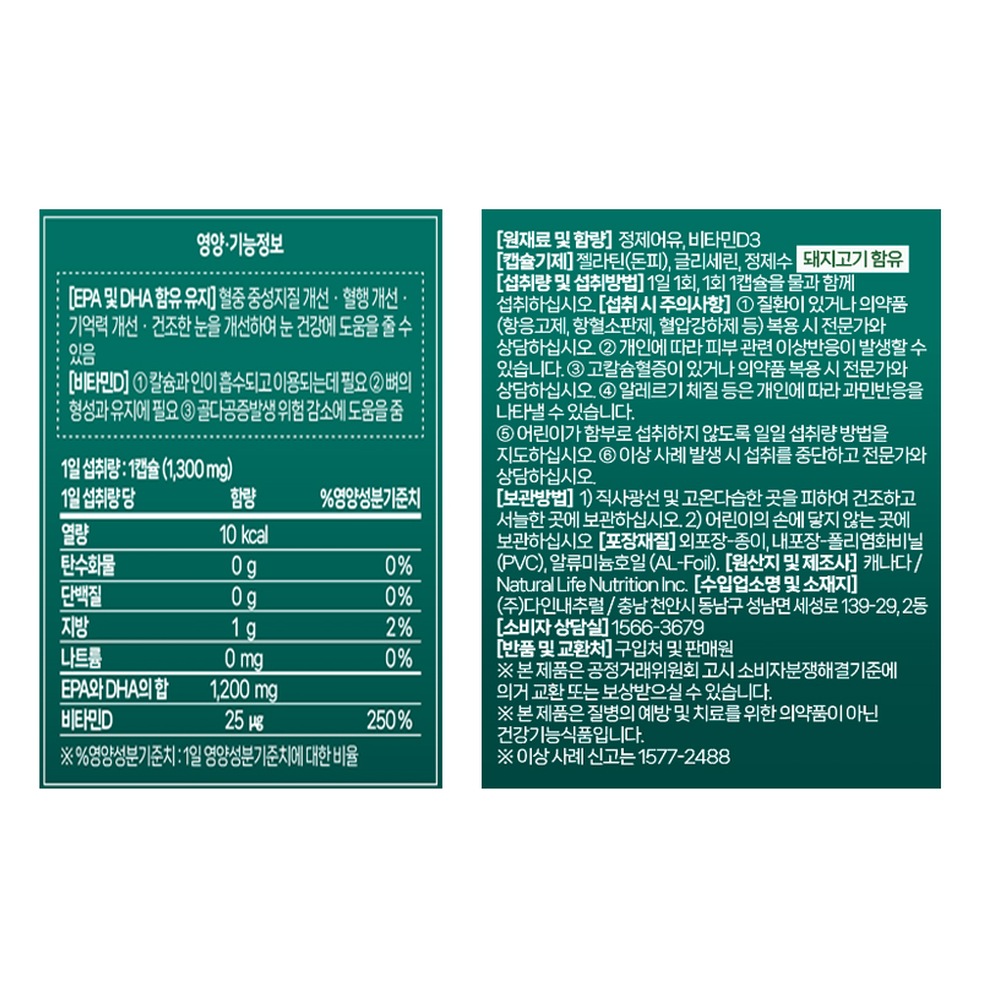 영양·기능정보
[EPA 및 DHA 함유 유지] 혈중 중성지질 개선 · 혈행 개선 ·
기억력 개선 · 건조한 눈을 개선하여 눈 건강에 도움을 줄 수
있음
[비타민D] ① 칼슘과 인이 흡수되고 이용되는데 필요 ② 뼈의
형성과 유지에 필요 ③ 골다공증발생 위험 감소에 도움을 줌
1일 섭취량 : 1캡슐 (1,300 mg)
1일 섭취량 당 함량 %영양성분기준치
열량 10 kcal
탄수화물 0 g 0%
단백질 0 g 0%
지방 1 g 2%
나트륨 0 mg 0%
EPA와 DHA의 합 1,200 mg
비타민D 25 ㎍ 250%
※ %영양성분기준치 : 1일 영양성분기준치에 대한 비율
[원재료 및 함량] 정제어유, 비타민D3
[캡슐기제] 젤라틴(돈피), 글리세린, 정제수 돼지고기 함유
[섭취량 및 섭취방법] 1일 1회, 1회 1캡슐을 물과 함께
섭취하십시오. [섭취 시 주의사항] ① 질환이 있거나 의약품
(항응고제, 항혈소판제, 혈압강하제 등) 복용 시 전문가와
상담하십시오. ② 개인에 따라 피부 관련 이상반응이 발생할 수
있습니다. ③ 고칼슘혈증이 있거나 의약품 복용 시 전문가와
상담하십시오. ④ 알레르기 체질 등은 개인에 따라 과민반응을
나타낼 수 있습니다.
⑤ 어린이가 함부로 섭취하지 않도록 일일 섭취량 방법을
지도하십시오. ⑥ 이상 사례 발생 시 섭취를 중단하고 전문가와
상담하십시오.
[보관방법] 1) 직사광선 및 고온다습한 곳을 피하여 건조하고
서늘한 곳에 보관하십시오. 2) 어린이의 손에 닿지 않는 곳에
보관하십시오 [포장재질] 외포장-종이, 내포장-폴리염화비닐
(PVC), 알류미늄호일 (AL-Foil). [원산지 및 제조사] 캐나다 /
Natural Life Nutrition Inc. [수입업소명 및 소재지]
(주)다인내추럴 / 충남 천안시 동남구 성남면 세성로 139-29, 2동
[소비자 상담실] 1566-3679
[반품 및 교환처] 구입처 및 판매원
※ 본 제품은 공정거래위원회 고시 소비자분쟁해결기준에
의거 교환 또는 보상받으실 수 있습니다.
※ 본 제품은 질병의 예방 및 치료를 위한 의약품이 아닌
건강기능식품입니다.
※ 이상 사례 신고는 1577-2488